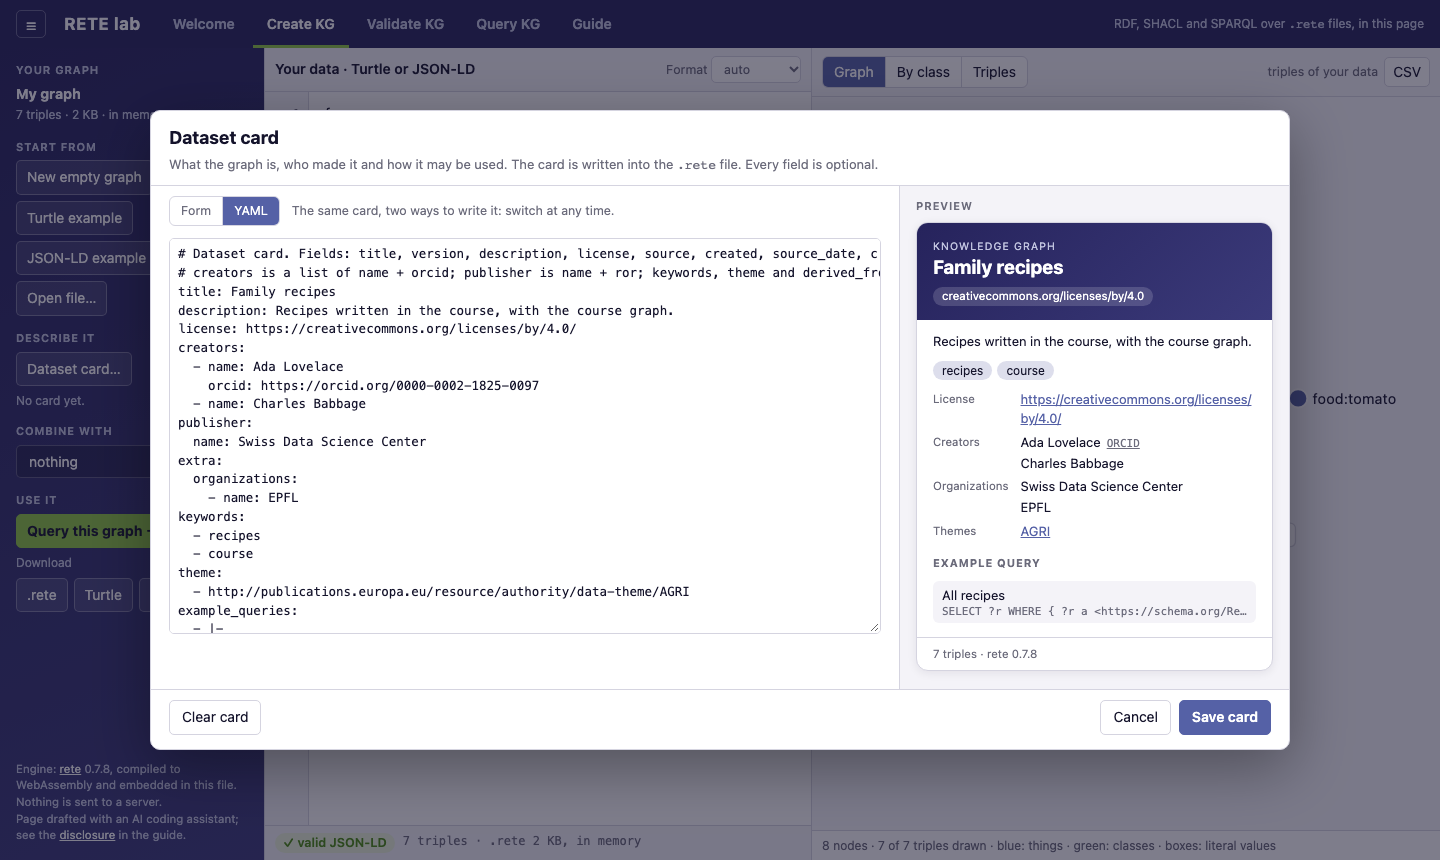 ≡
RETE lab
Welcome
Create KG
Validate KG
Query KG
Guide
RDF, SHACL and SPARQL over .rete files, in this page
YOUR GRAPH
My graph
7 triples · 2 KB · in mem
START FROM
New empty graph
Turtle example
JSON-LD example
Open file...
DESCRIBE IT
Dataset card...
No card yet.
COMBINE WITH
nothing
USE IT
Query this graph
Download
.rete
Turtle
Engine: rete 0.7.8, compiled to
WebAssembly and embedded in this file.
Nothing is sent to a server.
Page drafted with an AI coding assistant;
see the disclosure in the guide.
Your data · Turtle or JSON-LD
Format
auto
Graph
By class
Triples
triples of your data
CSV
Dataset card
What the graph is, who made it and how it may be used. The card is written into the .rete file. Every field is optional.
Form
YAML
The same card, two ways to write it: switch at any time.
# Dataset card. Fields: title, version, description, license, source, created, source_date, c
# creators is a list of name + orcid; publisher is name + ror; keywords, theme and derived_fr
title: Family recipes
description: Recipes written in the course, with the course graph.
license: https://creativecommons.org/licenses/by/4.0/
creators:
- name: Ada Lovelace
orcid: https://orcid.org/0000-0002-1825-0097
- name: Charles Babbage
publisher:
name: Swiss Data Science Center
extra:
organizations:
- name: EPFL
keywords:
- recipes
- course
theme:
- http://publications.europa.eu/resource/authority/data-theme/AGRI
example_queries:
- |-
PREVIEW
KNOWLEDGE GRAPH
Family recipes
creativecommons.org/licenses/by/4.0
Recipes written in the course, with the course graph.
recipes
course
License
https://creativecommons.org/licenses/
by/4.0/
Creators
Ada Lovelace ORCID
Charles Babbage
Organizations
Swiss Data Science Center
EPFL
Themes
AGRI
EXAMPLE QUERY
All recipes
SELECT ?r WHERE { ?r a <https://schema.org/Re…
7 triples · rete 0.7.8
Clear card
Cancel
Save card
food:tomato
✓ valid JSON-LD
7 triples · .rete 2 KB, in memory
8 nodes · 7 of 7 triples drawn · blue: things · green: classes · boxes: literal values